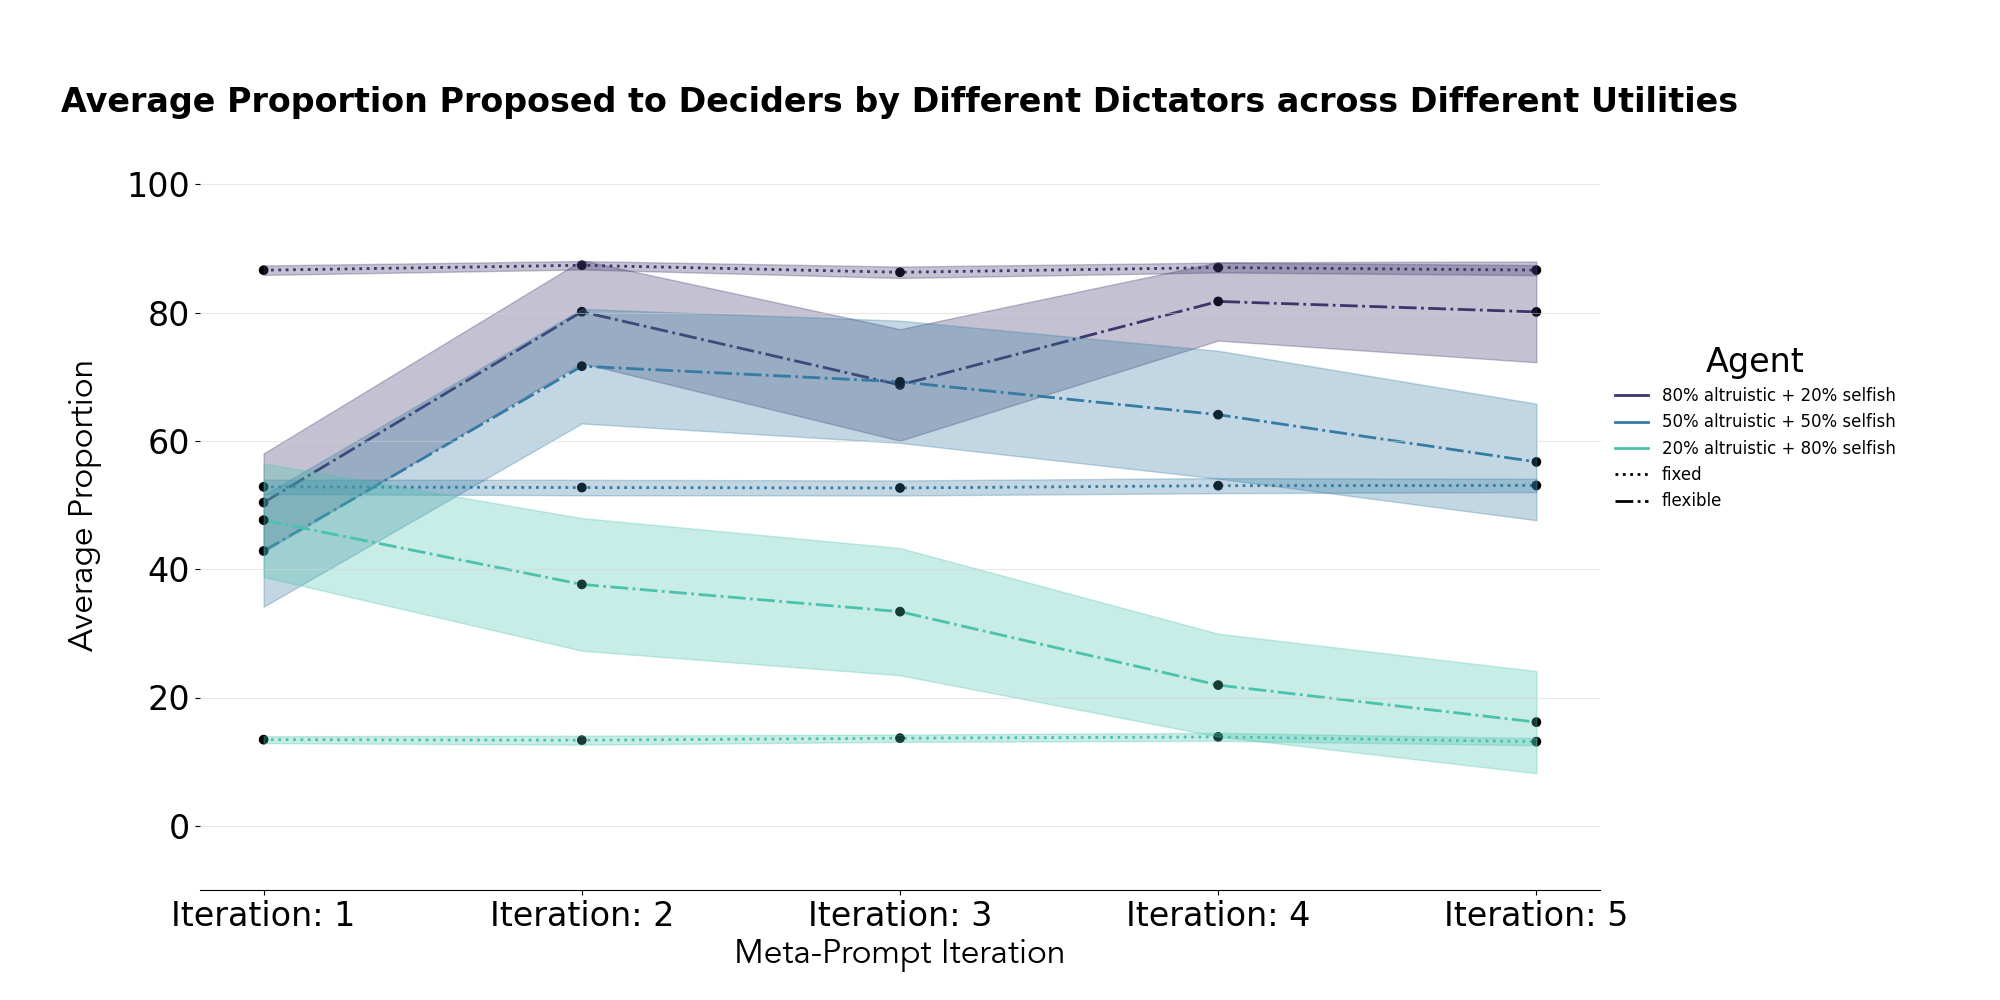 Average Proportion Proposed to Deciders by Different Dictators across Different Utilities
100
80
60
40
20
0
Average Proportion
Iteration: 1
Iteration: 2
Iteration: 3
Iteration: 4
Iteration: 5
Meta-Prompt Iteration
Agent
80% altruistic + 20% selfish
50% altruistic + 50% selfish
20% altruistic + 80% selfish
fixed
flexible